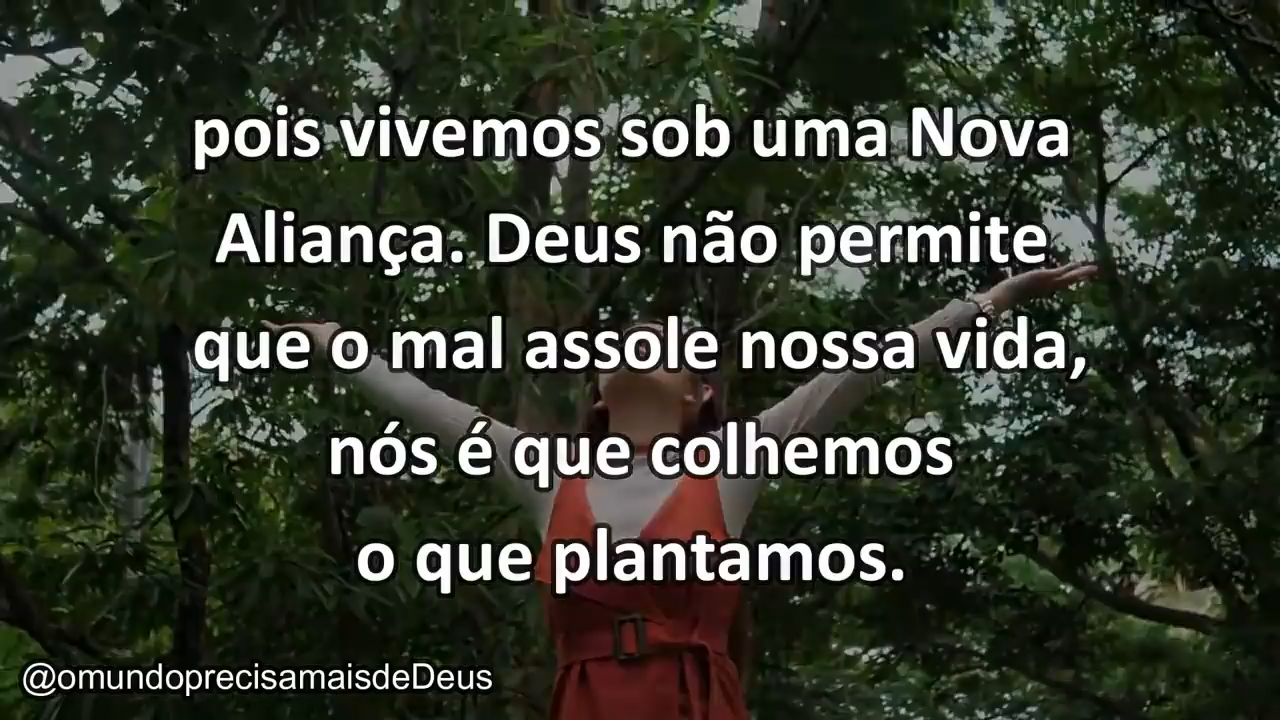 pois vivemos sob uma Nova
Aliança. Deus não permite
que o mal assole nossa vida,
nós é que colhemos
o que plantamos.
@omundoprecisamaisdeDeus